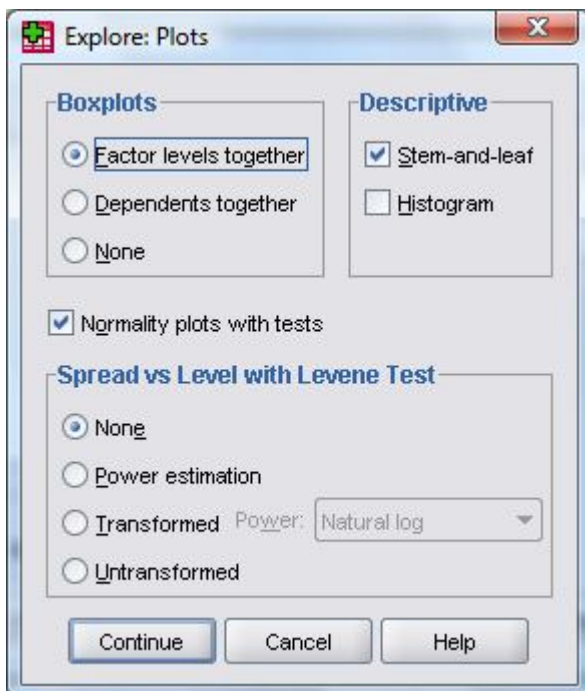 Explore: Plots
Boxplots
Factor levels together
Dependents together
None
Descriptive
Stem-and-leaf
Histogram
Normality plots with tests
Spread vs Level with Levene Test
None
Power estimation
Transformed Power: Natural log
Untransformed
Continue Cancel Help